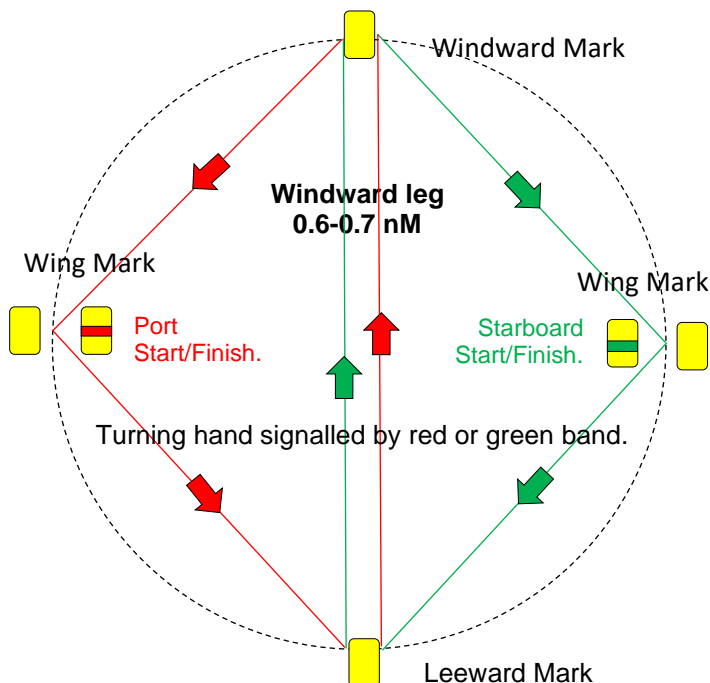 Windward Mark
Windward leg
0.6-0.7 nM
Wing Mark
Wing Mark
Port
Start/Finish.
Starboard
Start/Finish.
Turning hand signalled by red or green band.
Leeward Mark